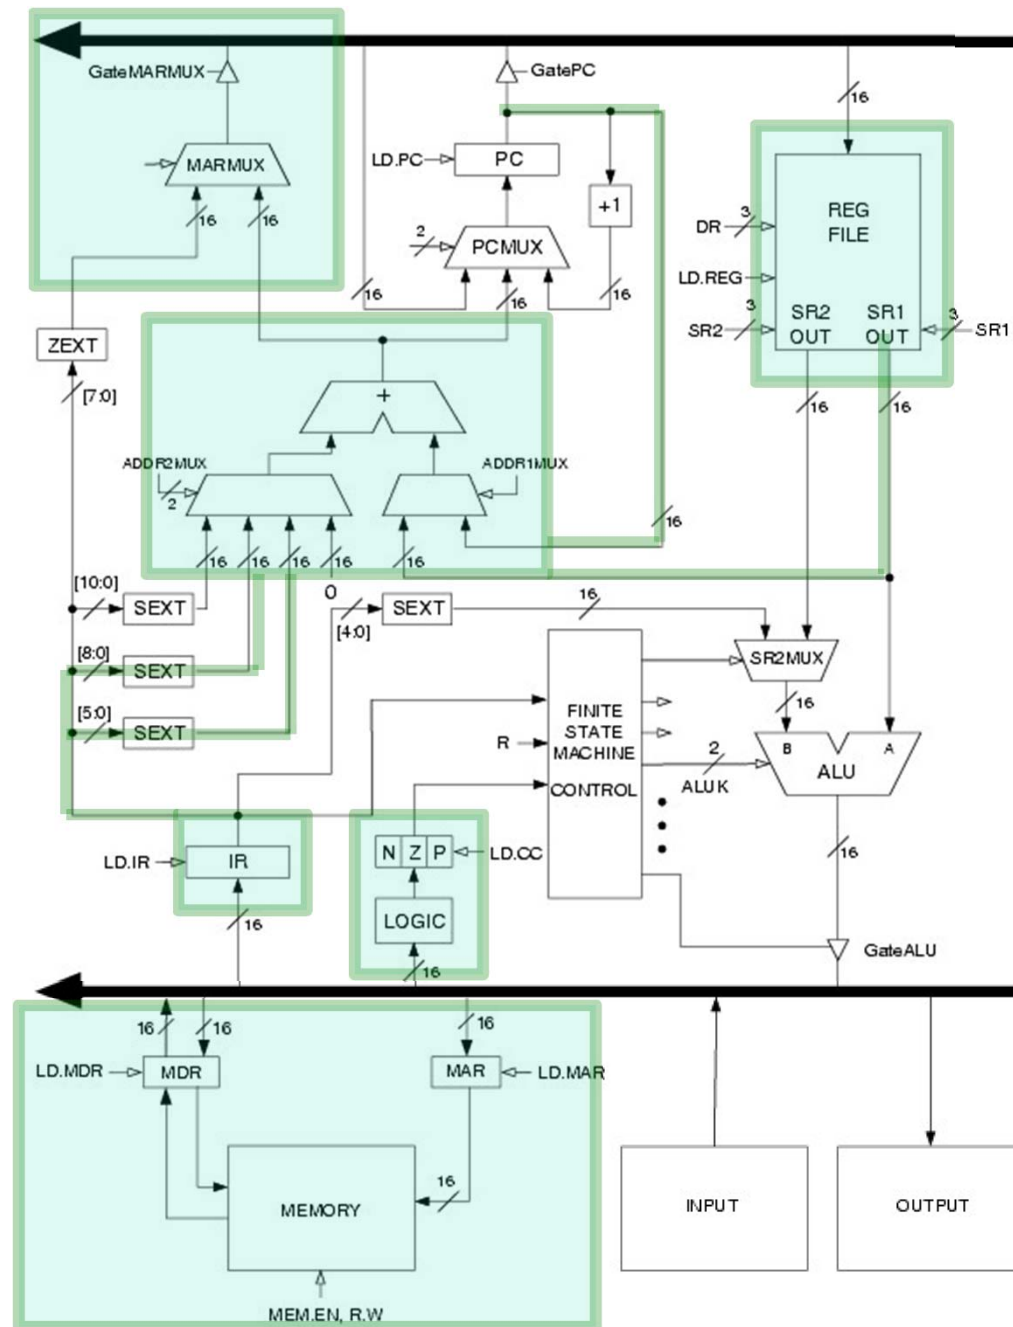 GateMARMUX
GatePC
16
MARMUX
LD.PC
PC
16
16
+1
REG
FILE
3
DR
2
PCMUX
LD.REG
16
16
16
SR2
OUT
SR1
OUT
3
SR2
3
SR1
ZEXT
[7:0]
+
16
16
ADDR2MUX
ADDR1MUX
2
16
16
16
16
16
16
[10:0]
SEXT
0
[4:0]
SEXT
16
[8:0]
SEXT
SR2MUX
16
[5:0]
SEXT
FINITE
STATE
MACHINE
CONTROL
R
B
A
ALU
2
ALUK
N Z P
LD.CC
LD.IR
IR
16
LOGIC
16
16
GateALU
16
16
16
LD.MDR
MDR
MAR
LD.MAR
16
MEMORY
INPUT
OUTPUT
MEM.EN, R.W